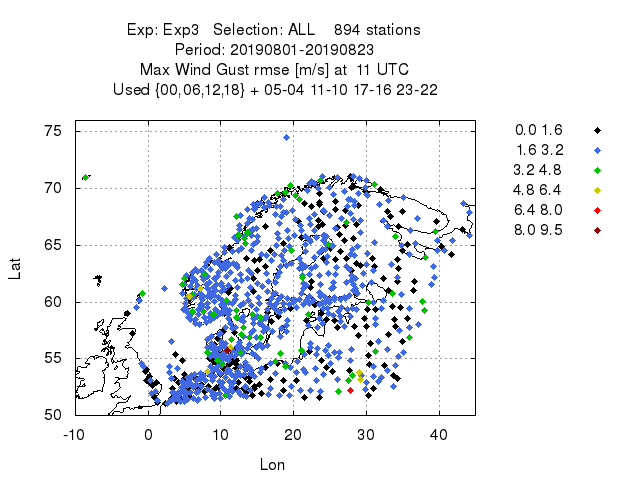 Exp: Exp3   Selection: ALL    894 stations
Period: 20190801-20190823
Max Wind Gust rmse [m/s] at  11 UTC
Used {00,06,12,18} + 05-04 11-10 17-16 23-22
0.0 1.6
1.6 3.2
3.2 4.8
4.8 6.4
6.4 8.0
8.0 9.5
75
70
65
60
55
50
Lat
-10 0 10 20 30 40
Lon